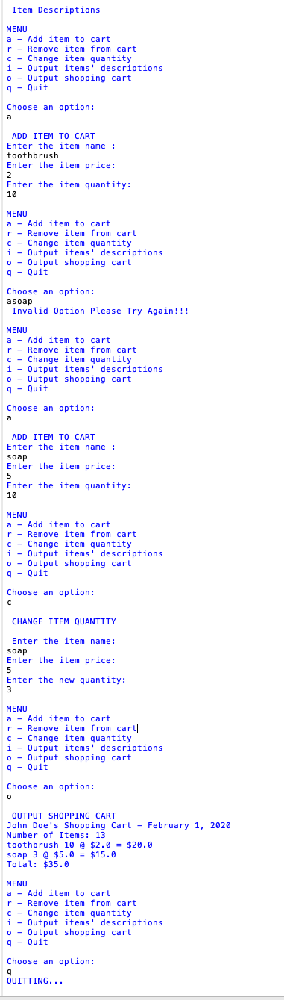 Item Descriptions
MENU
a - Add item to cart
r - Remove item from cart
c - Change item quantity
i - Output items' descriptions
o - Output shopping cart
q - Quit
Choose an option:
a
ADD ITEM TO CART
Enter the item name :
toothbrush
Enter the item price:
2
Enter the item quantity:
10
MENU
a - Add item to cart
r - Remove item from cart
c - Change item quantity
i - Output items' descriptions
o - Output shopping cart
q - Quit
Choose an option:
asoap
Invalid Option Please Try Again!!!
MENU
a - Add item to cart
r - Remove item from cart
c - Change item quantity
i - Output items' descriptions
o - Output shopping cart
q - Quit
Choose an option:
a
ADD ITEM TO CART
Enter the item name :
soap
Enter the item price:
5
Enter the item quantity:
10
MENU
a - Add item to cart
r - Remove item from cart
c - Change item quantity
i - Output items' descriptions
o - Output shopping cart
q - Quit
Choose an option:
c
CHANGE ITEM QUANTITY
Enter the item name:
soap
Enter the item price:
5
Enter the new quantity:
3
MENU
a - Add item to cart
r - Remove item from cart
c - Change item quantity
i - Output items' descriptions
o - Output shopping cart
q - Quit
Choose an option:
o
OUTPUT SHOPPING CART
John Doe's Shopping Cart - February 1, 2020
Number of Items: 13
toothbrush 10 @ $2.0 = $20.0
soap 3 @ $5.0 = $15.0
Total: $35.0
MENU
a - Add item to cart
r - Remove item from cart
c - Change item quantity
i - Output items' descriptions
o - Output shopping cart
q - Quit
Choose an option:
q
QUITTING...